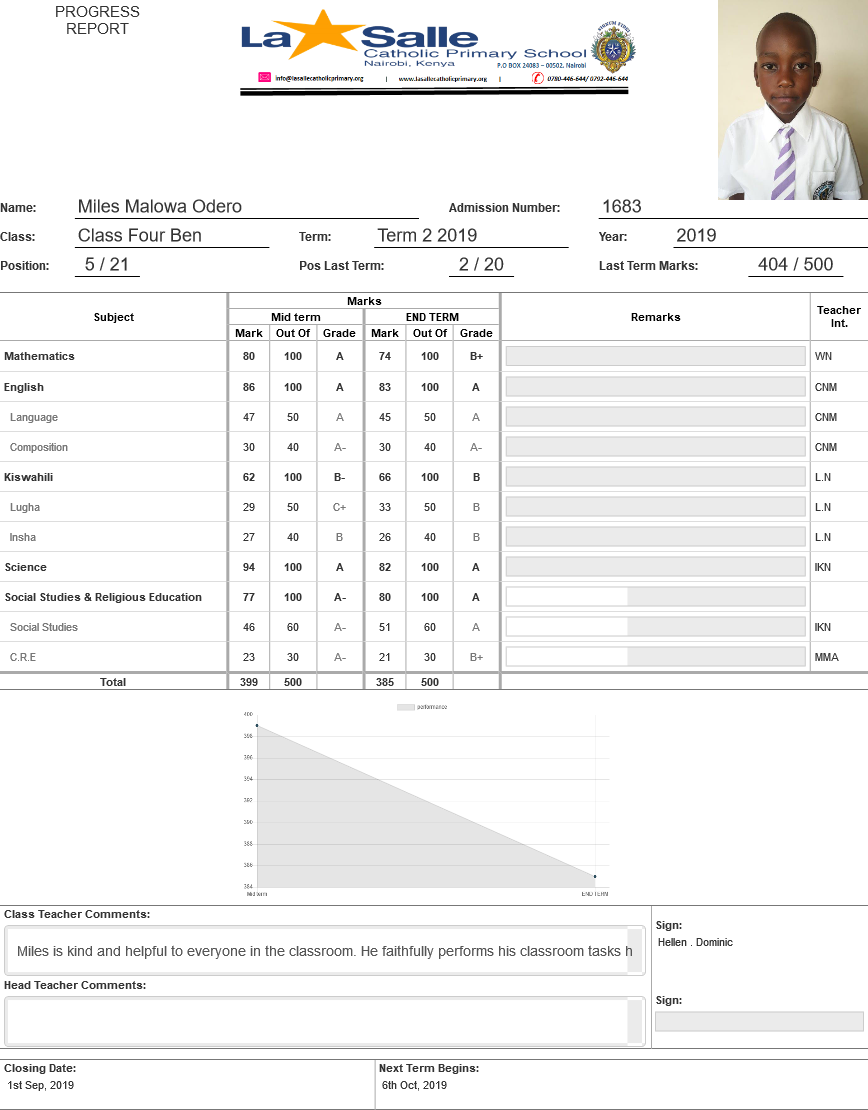 PROGRESS
REPORT
La Salle
Catholic Primary School
Nairobi, Kenya
P.O BOX 24083 – 00502, Nairobi
info@lasallecatholicprimary.org | www.lasallecatholicprimary.org | 0780-446-644/ 0792-446-644
Name: Miles Malowa Odero Admission Number: 1683
Class: Class Four Ben Term: Term 2 2019 Year: 2019
Position: 5 / 21 Pos Last Term: 2 / 20 Last Term Marks: 404 / 500
Marks
Subject Mid term END TERM Remarks Teacher Int.
Mark Out Of Grade Mark Out Of Grade
Mathematics 80 100 A 74 100 B+ WN
English 86 100 A 83 100 A CNM
Language 47 50 A 45 50 A CNM
Composition 30 40 A- 30 40 A- CNM
Kiswahili 62 100 B- 66 100 B L.N
Lugha 29 50 C+ 33 50 B L.N
Insha 27 40 B 26 40 B L.N
Science 94 100 A 82 100 A IKN
Social Studies & Religious Education 77 100 A- 80 100 A
Social Studies 46 60 A- 51 60 A IKN
C.R.E 23 30 A- 21 30 B+ MMA
Total 399 500 385 500
performance
400
398
396
394
392
390
388
386
384
Mid term END TERM
Class Teacher Comments:
Miles is kind and helpful to everyone in the classroom. He faithfully performs his classroom tasks h
Sign:
Hellen . Dominic
Head Teacher Comments:
Sign:
Closing Date: Next Term Begins:
1st Sep, 2019 6th Oct, 2019